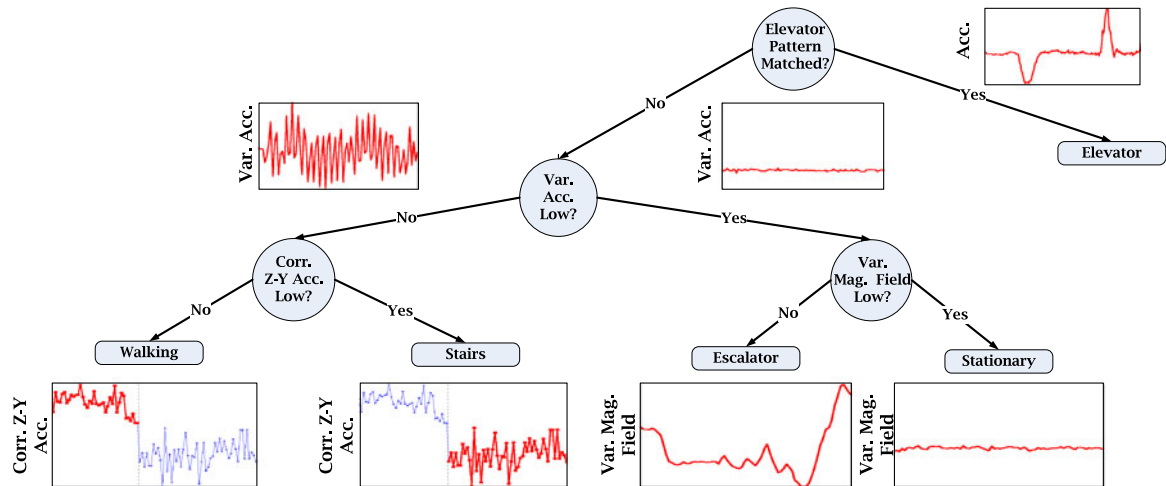 Elevator
Pattern
Matched?
Acc.
No
Yes
Var. Acc.
Var. Acc.
Elevator
Var.
Acc.
Low?
No
Yes
Corr.
Z-Y Acc.
Low?
Var.
Mag. Field
Low?
No
Yes
No
Yes
Walking
Stairs
Escalator
Stationary
Corr. Z-Y
Acc.
Corr. Z-Y
Acc.
Var. Mag.
Field
Var. Mag.
Field